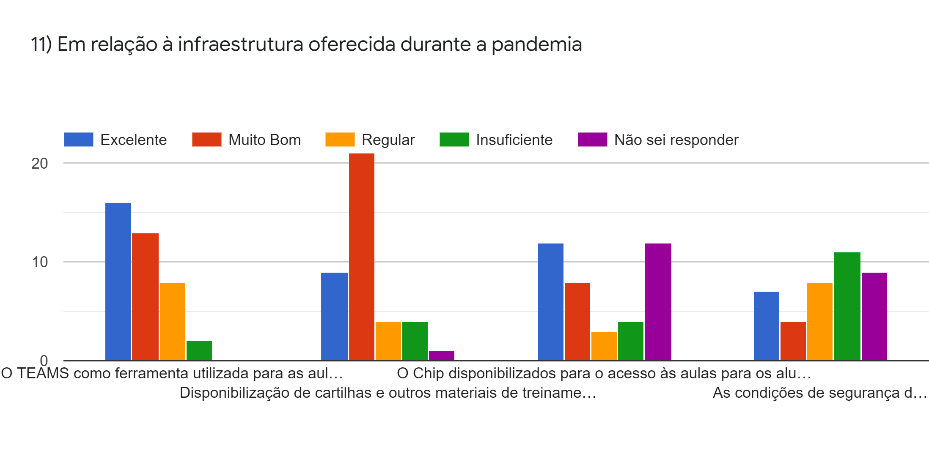 11) Em relação à infraestrutura oferecida durante a pandemia
Excelente Muito Bom Regular Insuficiente Não sei responder
20
10
0
O TEAMS como ferramenta utilizada para as aul… O Chip disponibilizados para o acesso às aulas para os alu…
Disponibilização de cartilhas e outros materiais de treiname… As condições de segurança d…